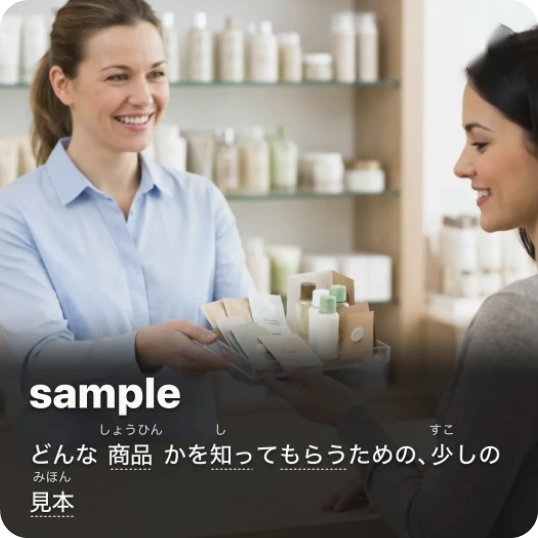 sample
しょうひん し すこ
どんな 商品 かを知ってもらうための、少しの
みほん
見本